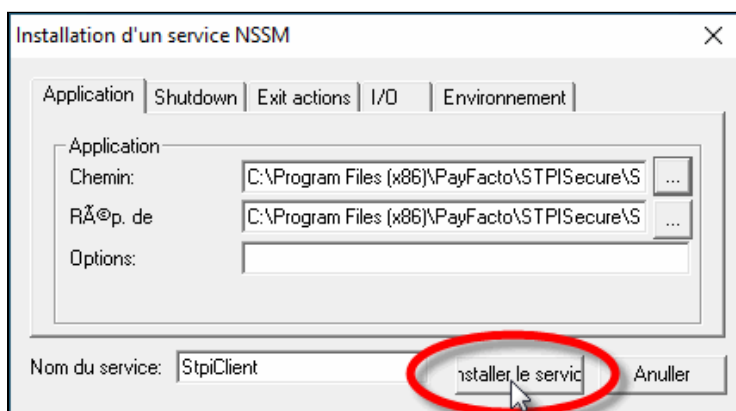 Installation d'un service NSSM
Application Shutdown Exit actions I/O Environnement
Application
Chemin: C:\Program Files (x86)\PayFacto\STPISecure\S ...
RÃ©p. de C:\Program Files (x86)\PayFacto\STPISecure\S ...
Options:
Nom du service: StpiClient nstaller le servic Anuller